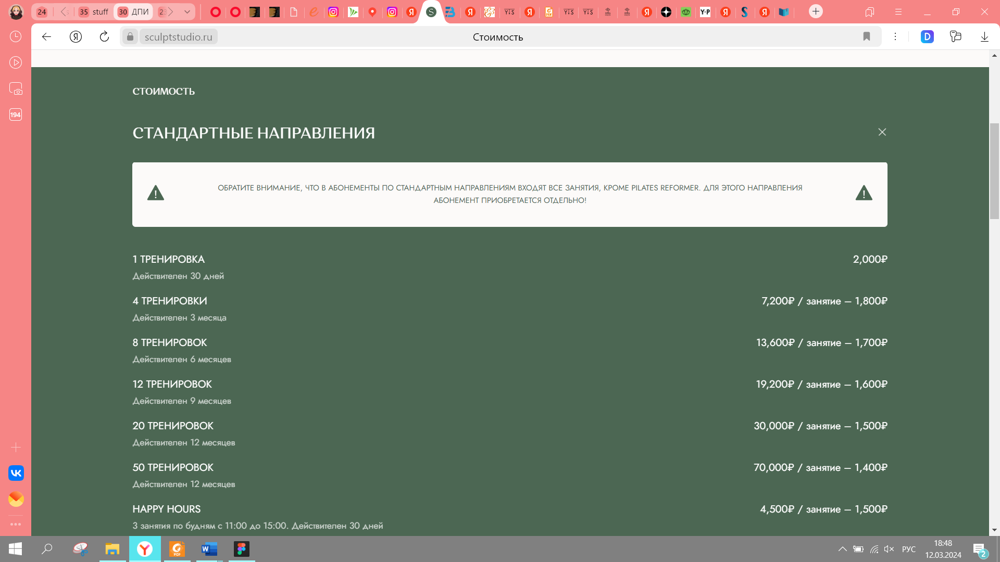 24 35 stuff 30 ДПИ
sculptstudio.ru
Стоимость
194
СТОИМОСТЬ
СТАНДАРТНЫЕ НАПРАВЛЕНИЯ
ОБРАТИТЕ ВНИМАНИЕ, ЧТО В АБОНЕМЕНТЫ ПО СТАНДАРТНЫМ НАПРАВЛЕНИЯМ ВХОДЯТ ВСЕ ЗАНЯТИЯ, КРОМЕ PILATES REFORMER. ДЛЯ ЭТОГО НАПРАВЛЕНИЯ
АБОНЕМЕНТ ПРИОБРЕТАЕТСЯ ОТДЕЛЬНО!
1 ТРЕНИРОВКА 2,000₽
Действителен 30 дней
4 ТРЕНИРОВКИ 7,200₽ / занятие – 1,800₽
Действителен 3 месяца
8 ТРЕНИРОВОК 13,600₽ / занятие – 1,700₽
Действителен 6 месяцев
12 ТРЕНИРОВОК 19,200₽ / занятие – 1,600₽
Действителен 9 месяцев
20 ТРЕНИРОВОК 30,000₽ / занятие – 1,500₽
Действителен 12 месяцев
50 ТРЕНИРОВОК 70,000₽ / занятие – 1,400₽
Действителен 12 месяцев
HAPPY HOURS 4,500₽ / занятие – 1,500₽
3 занятия по будням с 11:00 до 15:00. Действителен 30 дней
РУС
18:48
12.03.2024
2